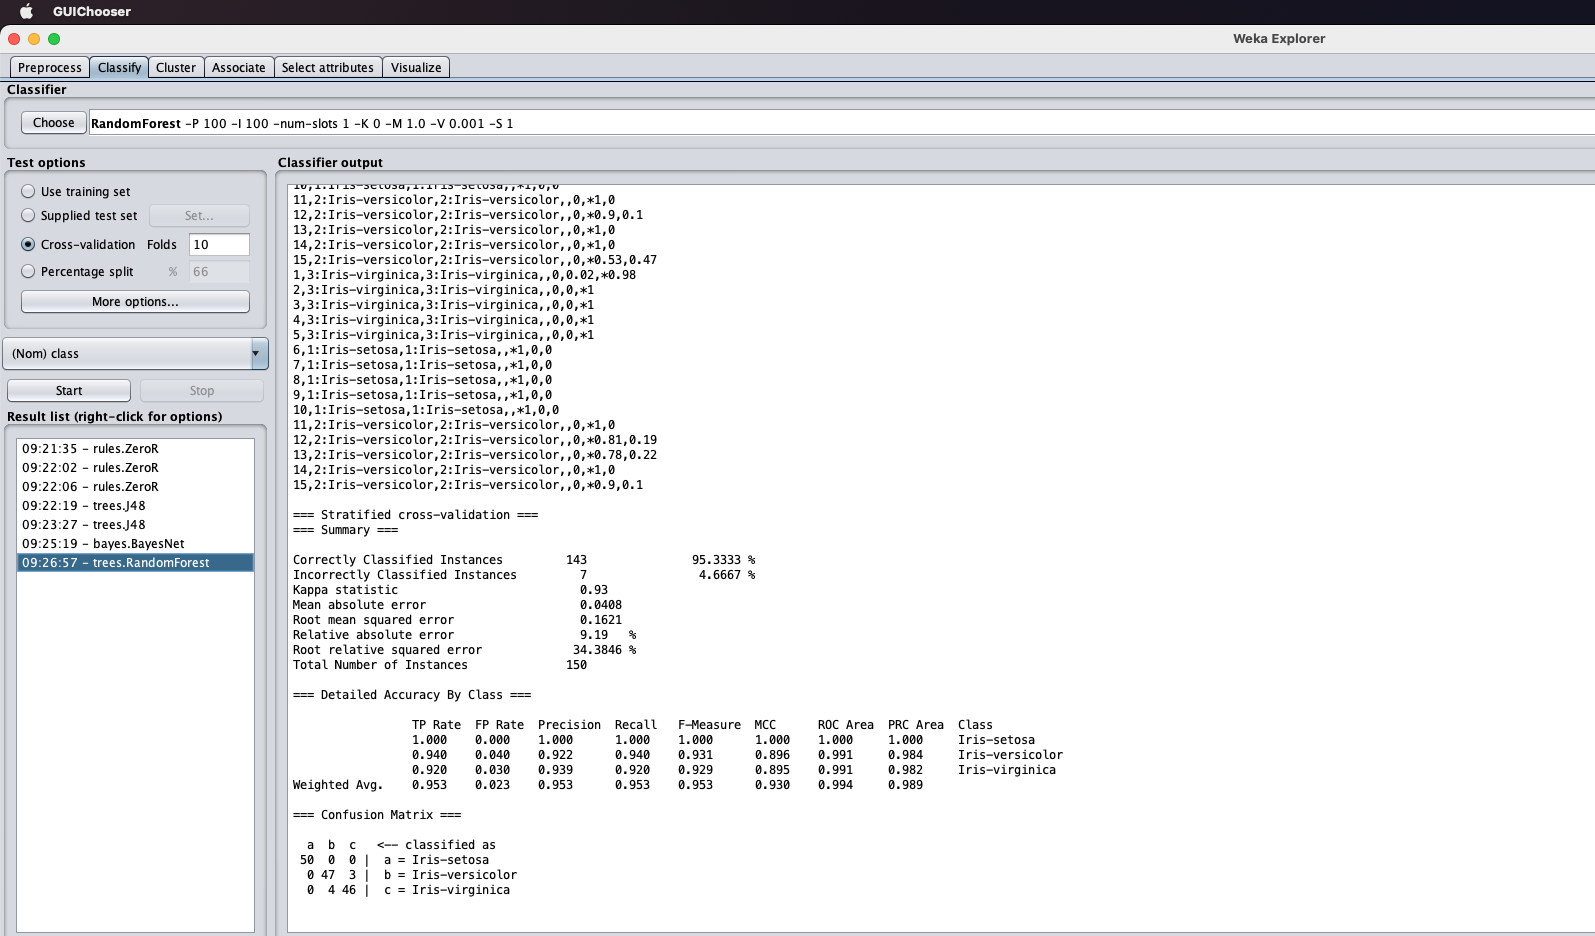 GUIChooser
Weka Explorer
Preprocess Classify Cluster Associate Select attributes Visualize
Classifier
Choose RandomForest -P 100 -I 100 -num-slots 1 -K 0 -M 1.0 -V 0.001 -S 1
Test options
Use training set
Supplied test set Set...
Cross-validation Folds 10
Percentage split % 66
More options...
(Nom) class
Start Stop
Result list (right-click for options)
09:21:35 - rules.ZeroR
09:22:02 - rules.ZeroR
09:22:06 - rules.ZeroR
09:22:19 - trees.J48
09:23:27 - trees.J48
09:25:19 - bayes.BayesNet
09:26:57 - trees.RandomForest
Classifier output
10,1:Iris-setosa,1:Iris-setosa,,*1,0,0
11,2:Iris-versicolor,2:Iris-versicolor,,0,*1,0
12,2:Iris-versicolor,2:Iris-versicolor,,0,*0.9,0.1
13,2:Iris-versicolor,2:Iris-versicolor,,0,*1,0
14,2:Iris-versicolor,2:Iris-versicolor,,0,*1,0
15,2:Iris-versicolor,2:Iris-versicolor,,0,*0.53,0.47
1,3:Iris-virginica,3:Iris-virginica,,0,0.02,*0.98
2,3:Iris-virginica,3:Iris-virginica,,0,0,*1
3,3:Iris-virginica,3:Iris-virginica,,0,0,*1
4,3:Iris-virginica,3:Iris-virginica,,0,0,*1
5,3:Iris-virginica,3:Iris-virginica,,0,0,*1
6,1:Iris-setosa,1:Iris-setosa,,*1,0,0
7,1:Iris-setosa,1:Iris-setosa,,*1,0,0
8,1:Iris-setosa,1:Iris-setosa,,*1,0,0
9,1:Iris-setosa,1:Iris-setosa,,*1,0,0
10,1:Iris-setosa,1:Iris-setosa,,*1,0,0
11,2:Iris-versicolor,2:Iris-versicolor,,0,*1,0
12,2:Iris-versicolor,2:Iris-versicolor,,0,*0.81,0.19
13,2:Iris-versicolor,2:Iris-versicolor,,0,*0.78,0.22
14,2:Iris-versicolor,2:Iris-versicolor,,0,*1,0
15,2:Iris-versicolor,2:Iris-versicolor,,0,*0.9,0.1
=== Stratified cross-validation ===
=== Summary ===
Correctly Classified Instances 143 95.3333 %
Incorrectly Classified Instances 7 4.6667 %
Kappa statistic 0.93
Mean absolute error 0.0408
Root mean squared error 0.1621
Relative absolute error 9.19 %
Root relative squared error 34.3846 %
Total Number of Instances 150
=== Detailed Accuracy By Class ===
TP Rate FP Rate Precision Recall F-Measure MCC ROC Area PRC Area Class
1.000 0.000 1.000 1.000 1.000 1.000 1.000 1.000 Iris-setosa
0.940 0.040 0.922 0.940 0.931 0.896 0.991 0.984 Iris-versicolor
0.920 0.030 0.939 0.920 0.929 0.895 0.991 0.982 Iris-virginica
Weighted Avg. 0.953 0.023 0.953 0.953 0.953 0.930 0.994 0.989
=== Confusion Matrix ===
a b c <-- classified as
50 0 0 | a = Iris-setosa
0 47 3 | b = Iris-versicolor
0 4 46 | c = Iris-virginica